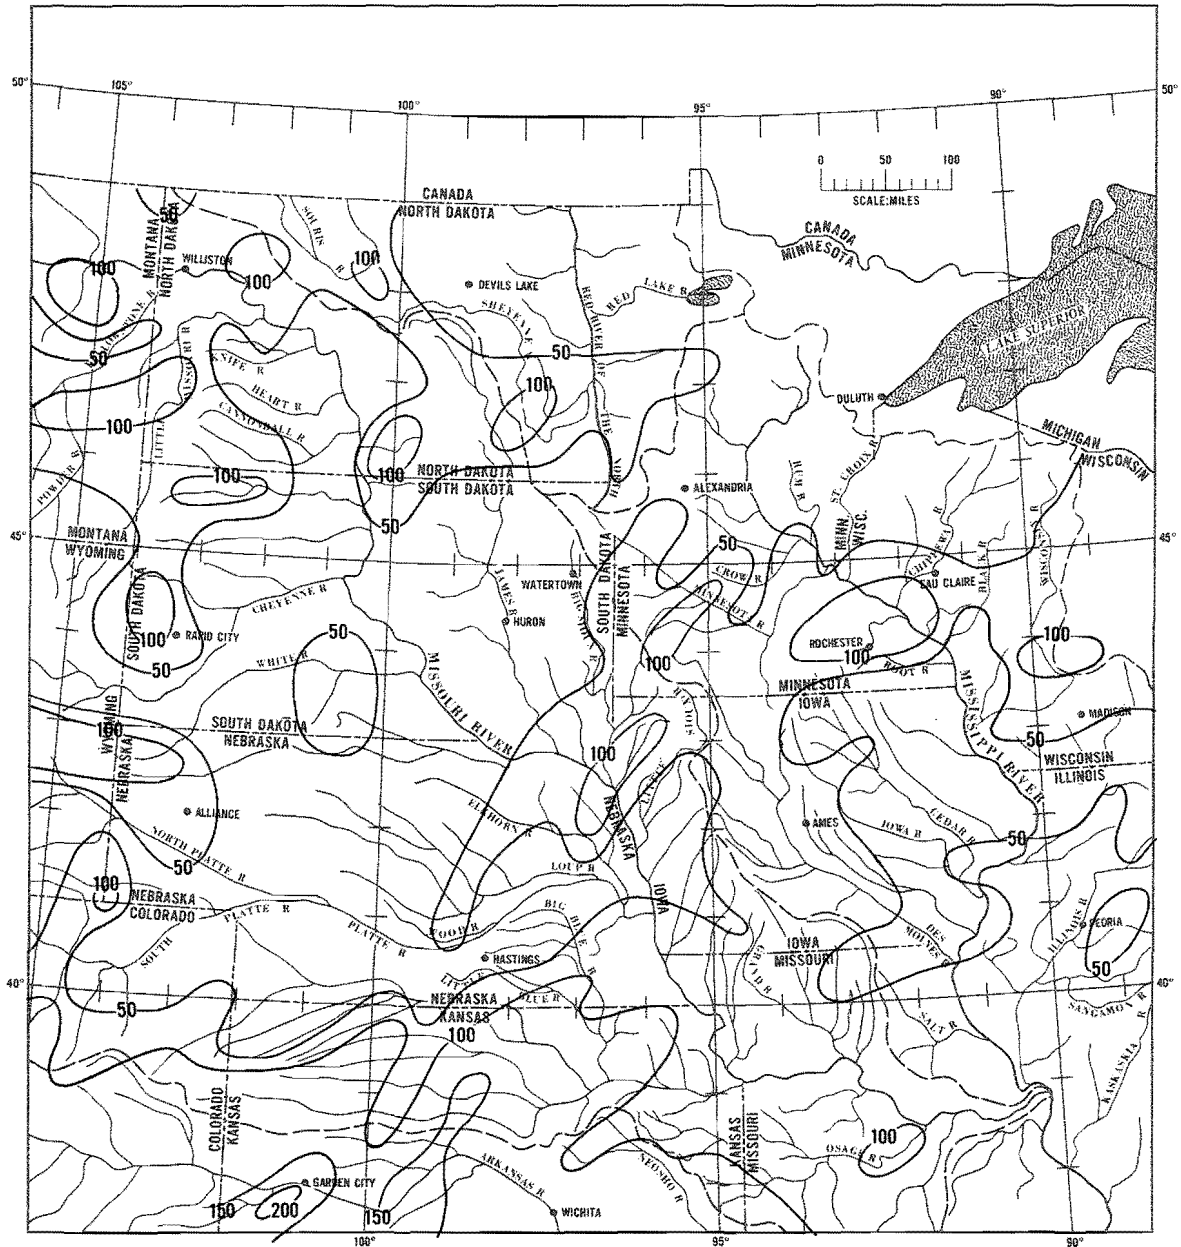 50°
105°
100°
95°
90°
50°
0 50 100
SCALE:MILES
CANADA
NORTH DAKOTA
CANADA
MINNESOTA
MONTANA
NORTH DAKOTA
50
SOURIS R
100
WILLISTON
100
100
DEVILS LAKE
RED LAKE R
SHEYENNE R
RED RIVER OF THE NORTH
LAKE SUPERIOR
50
LITTLE MISSOURI R
KNIFE R
50
100
HEART R
CANNONBALL R
100
DULUTH
MICHIGAN
WISCONSIN
100
100
NORTH DAKOTA
SOUTH DAKOTA
50
POWDER R
ALEXANDRIA
RUM R
ST. CROIX R
45°
MONTANA
WYOMING
MINN
WISC.
CHIPPEWA R
BLACK R
45°
50
CROW R
MINNESOTA R
EAU CLAIRE
WATERTOWN
SOUTH DAKOTA
MINNESOTA
CHEYENNE R
JAMES R
HURON
SOUTH DAKOTA
100
RAPID CITY
50
50
WHITE R
MISSOURI RIVER
100
ROCHESTER
100
ROOT R
100
MINNESOTA
IOWA
MISSISSIPPI RIVER
MADISON
50
WISCONSIN
ILLINOIS
WYOMING
NEBRASKA
100
SOUTH DAKOTA
NEBRASKA
100
ALLIANCE
ELKHORN R
NEBRASKA
IOWA
AMES
IOWA R
CEDAR R
50
NORTH PLATTE R
50
LOUP R
100
NEBRASKA
COLORADO
SOUTH PLATTE R
PLATTE R
WOOD R
BIG BLUE R
HASTINGS
LITTLE BLUE R
GRAND R
IOWA
MISSOURI
DES MOINES R
ILLINOIS R
PEORIA
50
40°
40°
50
NEBRASKA
KANSAS
100
SALT R
SANGAMON R
KASKASKIA R
COLORADO
KANSAS
KANSAS
MISSOURI
OSAGE R
100
ARKANSAS R
NEOSHO R
GARDEN CITY
150
200
150
WICHITA
100°
95°
90°